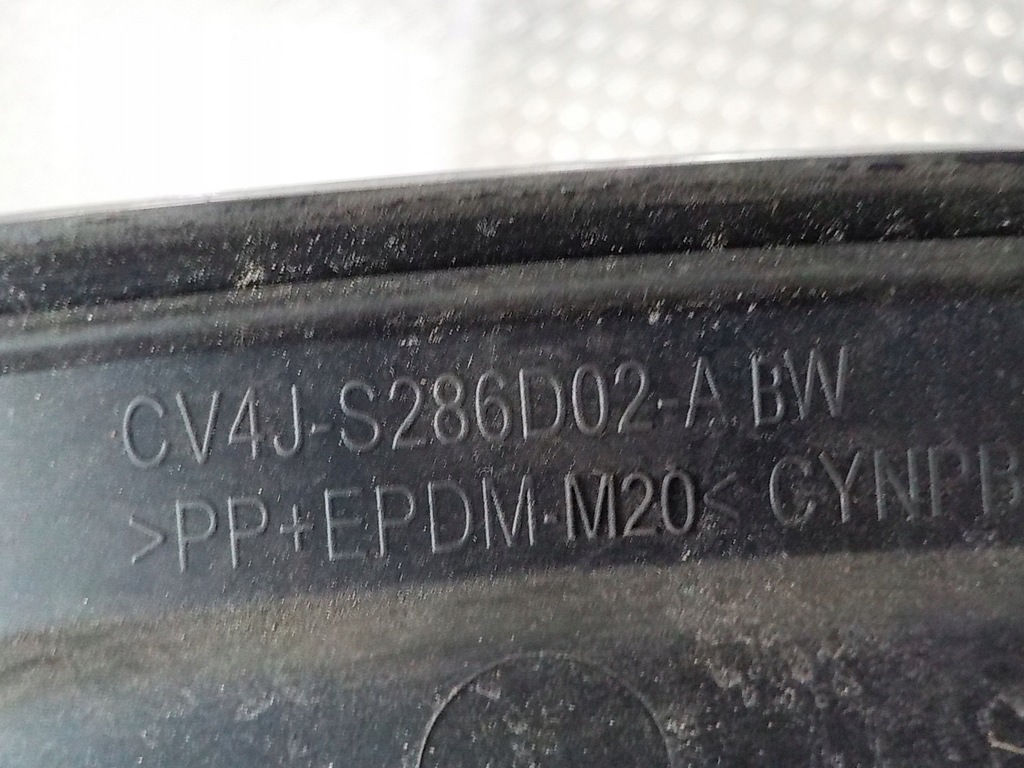 CV4J-S286D02-A BW
>PP+EPDM-M20< CYNPB